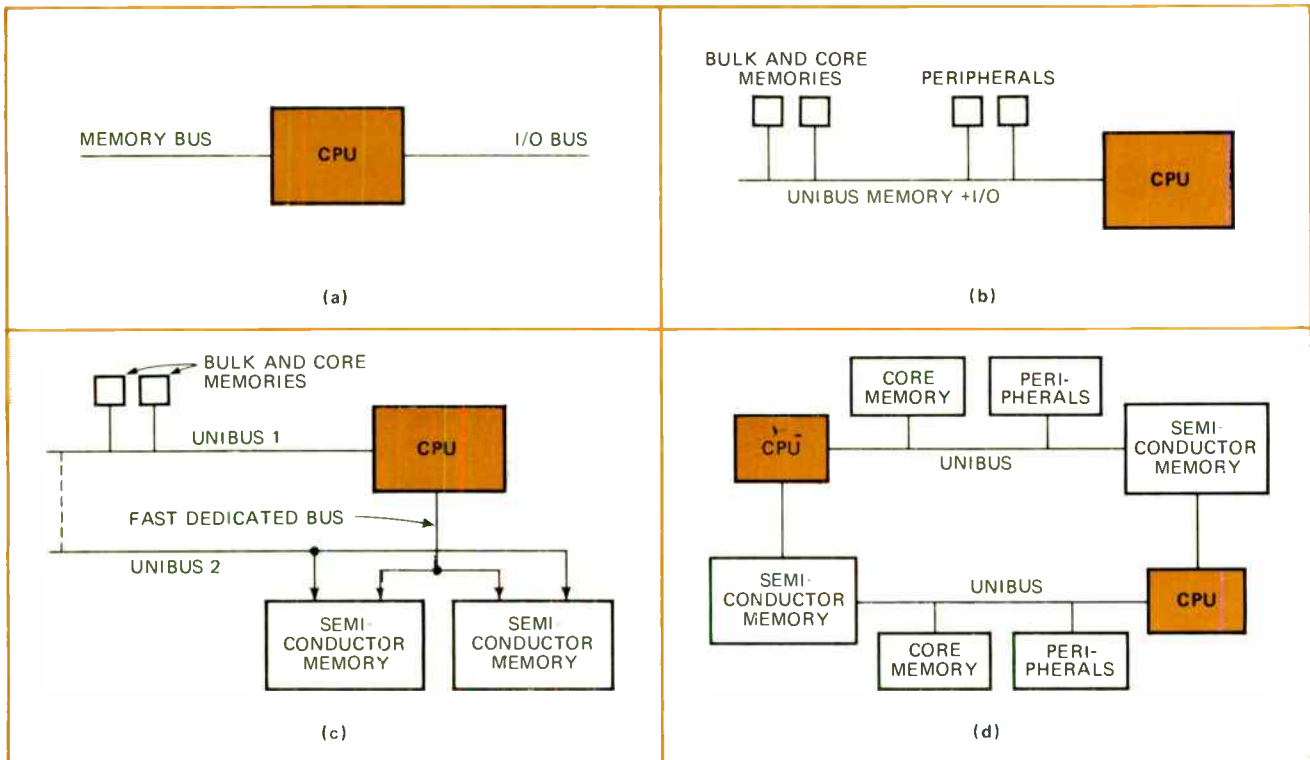 MEMORY BUS
CPU
I/O BUS
(a)
BULK AND CORE
MEMORIES
PERIPHERALS
CPU
UNIBUS MEMORY +I/O
(b)
BULK AND CORE
MEMORIES
UNIBUS 1
CPU
FAST DEDICATED BUS
UNIBUS 2
SEMI-
CONDUCTOR
MEMORY
SEMI-
CONDUCTOR
MEMORY
(c)
CORE
MEMORY
PERI-
PHERALS
CPU
UNIBUS
SEMI-
CONDUCTOR
MEMORY
SEMI-
CONDUCTOR
MEMORY
UNIBUS
CPU
CORE
MEMORY
PERI-
PHERALS
(d)